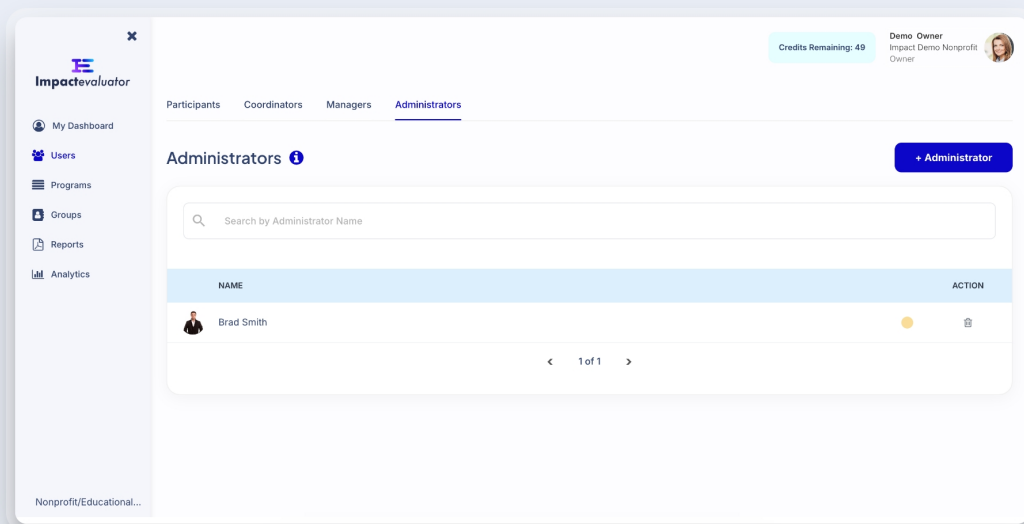 Impactevaluator
My Dashboard
Users
Programs
Groups
Reports
Analytics
Nonprofit/Educational...
Credits Remaining: 49
Demo Owner
Impact Demo Nonprofit
Owner
Participants Coordinators Managers Administrators
Administrators
+ Administrator
Search by Administrator Name
NAME ACTION
Brad Smith
1 of 1